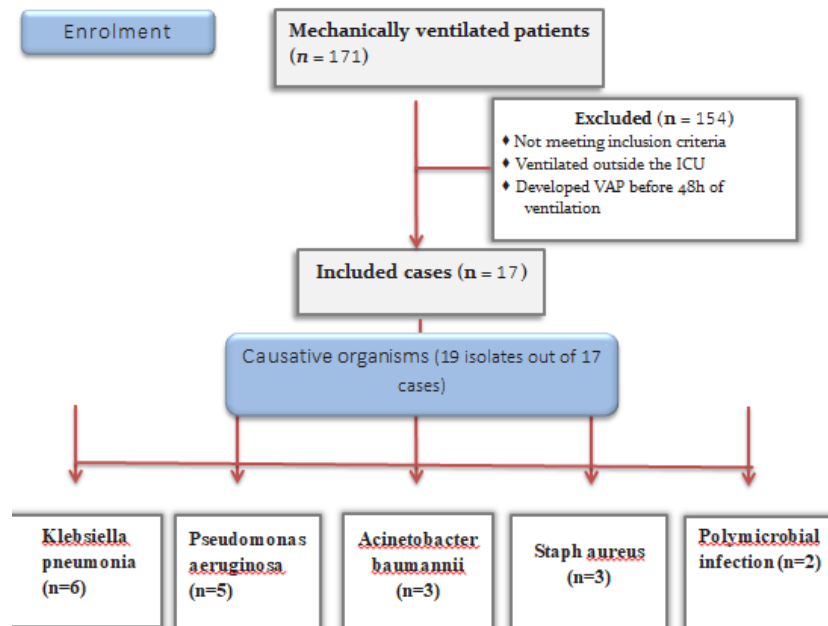 Enrolment
Mechanically ventilated patients
(n = 171)
Excluded (n = 154)
♦ Not meeting inclusion criteria
♦ Ventilated outside the ICU
♦ Developed VAP before 48h of
ventilation
Included cases (n = 17)
Causative organisms (19 isolates out of 17
cases)
Klebsiella
pneumonia
(n=6)
Pseudomonas
aeruginosa
(n=5)
Acinetobacter
baumannii
(n=3)
Staph aureus
(n=3)
Polymicrobial
infection (n=2)